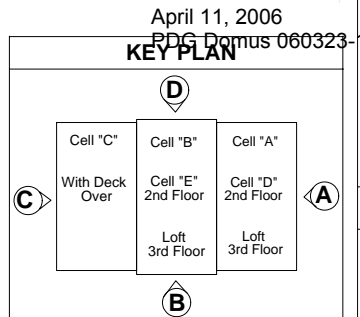 April 11, 2006
PDG Domus 060323-1
KEY PLAN
D
Cell "C"
Cell "B"
Cell "A"
With Deck
Over
Cell "E"
2nd Floor
Cell "D"
2nd Floor
C
A
Loft
3rd Floor
Loft
3rd Floor
B